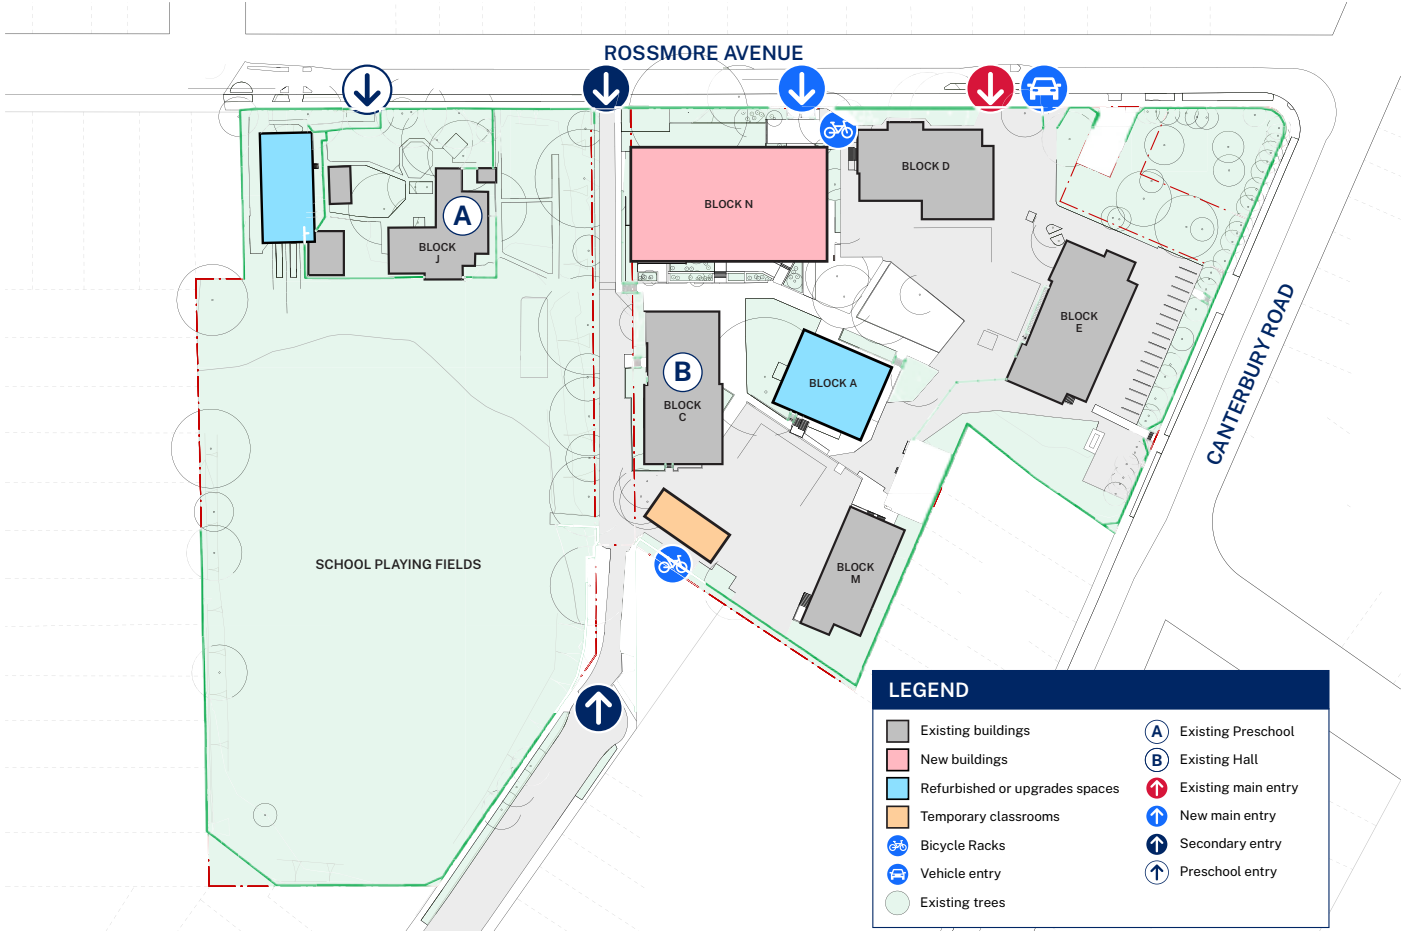 ROSSMORE AVENUE
BLOCK D
BLOCK N
A
BLOCK
J
BLOCK
E
CANTERBURY ROAD
B
BLOCK
C
BLOCK A
SCHOOL PLAYING FIELDS
BLOCK
M
LEGEND
Existing buildings
New buildings
Refurbished or upgrades spaces
Temporary classrooms
Bicycle Racks
Vehicle entry
Existing trees
A Existing Preschool
B Existing Hall
Existing main entry
New main entry
Secondary entry
Preschool entry